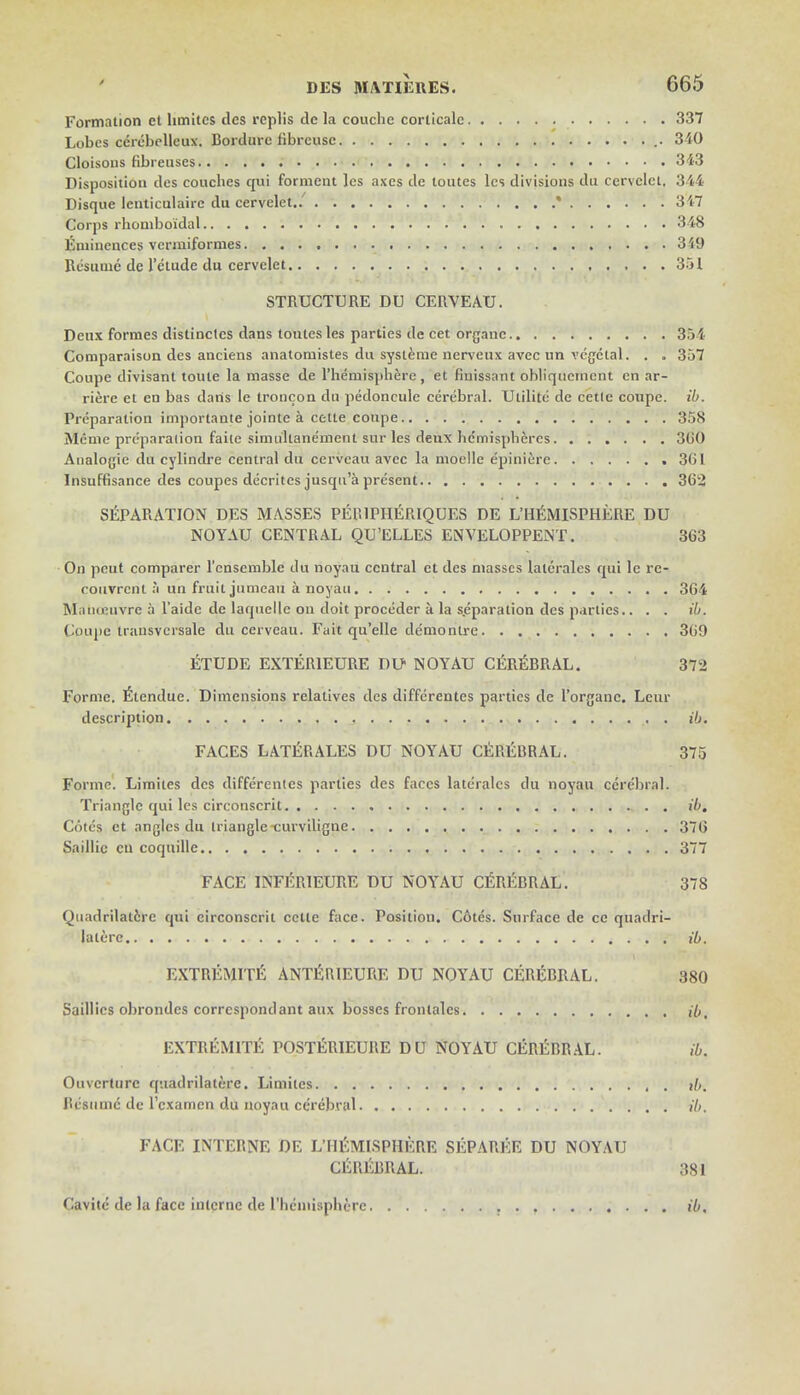 DES MATIÈRES. 665
Formation et limites des replis de la couche corticale. . . . . . . . . . . . 337
Lobes cérébelleux. Bordure fibreuse. . . . . . . . . . . . . . . . . . . . 340
Cloisons fibreuses. . . . . . . . . . . . . . . . . . . . . . . . . . . . . 343
Disposition des couches qui forment les axes de toutes les divisions du cervelet. 344
Disque lenticulaire du cervelet. . . . . . . . . . . . . . . . . . . . . . . 347
Corps rhomboïdal. . . . . . . . . . . . . . . . . . . . . . . . . . . . . 348
Éminences vermiformes. . . . . . . . . . . . . . . . . . . . . . . . . . . 349
Résumé de l'étude du cervelet. . . . . . . . . . . . . . . . . . . . . . . . 351
STRUCTURE DU CERVEAU.
Deux formes distinctes dans toutes les parties de cet organe. . . . . . . . . . 354
Comparaison des anciens anatomistes du système nerveux avec un végétal. . . 357
Coupe divisant toute la masse de l'hémisphère, et finissant obliquement en ar-
rière et en bas dans le tronçon du pédoncule cérébral. Utilité de cette coupe. ib.
Préparation importante jointe à cette coupe. . . . . . . . . . . . . . . . . 358
Même préparation faite simultanément sur les deux hémisphères. . . . . . . 360
Analogie du cylindre central du cerveau avec la moelle épinière. . . . . . . 361
Insuffisance des coupes décrites jusqu'à présent. . . . . . . . . . . . . . . 362
SÉPARATION DES MASSES PÉRIPHÉRIQUES DE L'HÉMISPHÈRE DU
NOYAU CENTRAL QU'ELLES ENVELOPPENT. 363
On peut comparer l'ensemble du noyau central et des masses latérales qui le re-
couvrent à un fruit jumeau à noyau. . . . . . . . . . . . . . . . . . . . 364
Manœuvre à l'aide de laquelle on doit procéder à la séparation des parties. . . . ib.
Coupe transversale du cerveau. Fait qu'elle démontre. . . . . . . . . . . . 369
ÉTUDE EXTÉRIEURE DU NOYAU CÉRÉBRAL. 372
Forme. Étendue. Dimensions relatives des différentes parties de l'organe. Leur
description. . . . . . . . . . . . . . . . . . . . . . . . . . . . . . . . ib.
FACES LATÉRALES DU NOYAU CÉRÉBRAL. 375
Forme. Limites des différentes parties des faces latérales du noyau cérébral.
Triangle qui les circonscrit. . . . . . . . . . . . . . . . . . . . . . . . ib.
Côtés et angles du triangle curviligne. . . . . . . . . . . . . . . . . . . . 376
Saillie en coquille. . . . . . . . . . . . . . . . . . . . . . . . . . . . . 377
FACE INFÉRIEURE DU NOYAU CÉRÉBRAL. 378
Quadrilatère qui circonscrit cette face. Position. Côtés. Surface de ce quadri-
latère. . . . . . . . . . . . . . . . . . . . . . . . . . . . . . . . . . ib.
EXTRÉMITÉ ANTÉRIEURE DU NOYAU CÉRÉBRAL. 380
Saillies obrondes correspondant aux bosses frontales. . . . . . . . . . . . . ib.
EXTRÉMITÉ POSTÉRIEURE DU NOYAU CÉRÉBRAL. ib.
Ouverture quadrilatère. Limites. . . . . . . . . . . . . . . . . . . . . . ib.
Résumé de l'examen du noyau cérébral. . . . . . . . . . . . . . . . . . . ib.
FACE INTERNE DE L'HÉMISPHÈRE SÉPARÉE DU NOYAU
CÉRÉBRAL. 381
Cavité de la face interne de l'hémisphère. . . . . . . . . . . . . . . . . . ib.